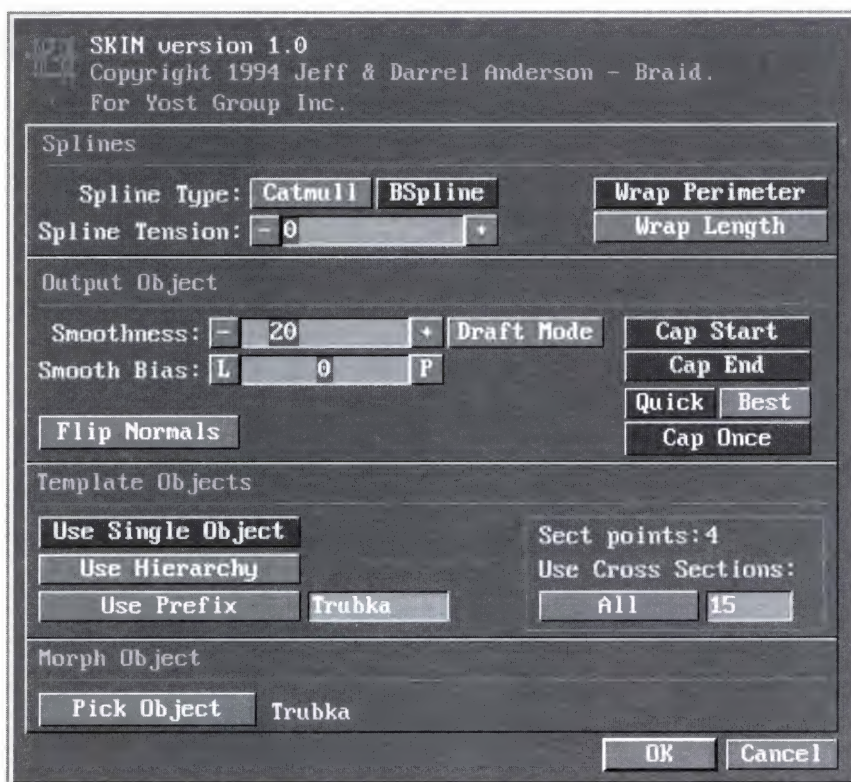 SKIN version 1.0
Copyright 1994 Jeff & Darrel Anderson - Braid.
For Yost Group Inc.
Splines
Spline Type: Catmull BSpline Wrap Perimeter
Spline Tension: - 0 + Wrap Length
Output Object
Smoothness: - 20 + Draft Mode Cap Start
Smooth Bias: L 0 P Cap End
Quick Best
Flip Normals Cap Once
Template Objects
Use Single Object Sect points:4
Use Hierarchy Use Cross Sections:
Use Prefix Trubka All 15
Morph Object
Pick Object Trubka
OK Cancel